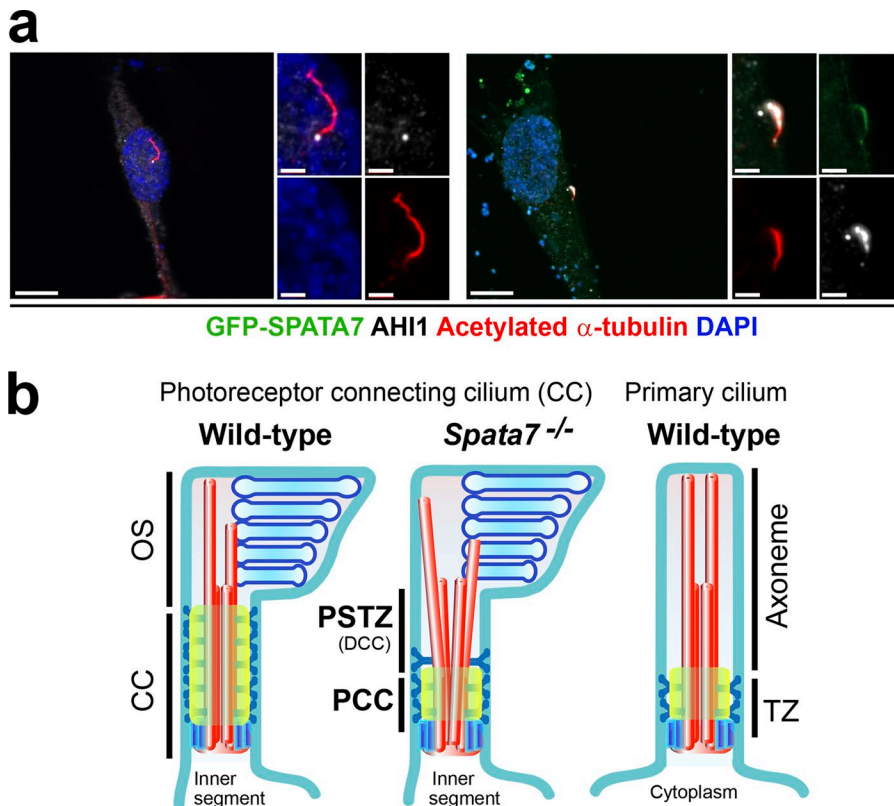 a
GFP-SPATA7 AHI1 Acetylated α-tubulin DAPI
b
Photoreceptor connecting cilium (CC)
Primary cilium
Wild-type
Spata7 -/-
Wild-type
OS
CC
PSTZ
(DCC)
PCC
Axoneme
TZ
Inner
segment
Inner
segment
Cytoplasm